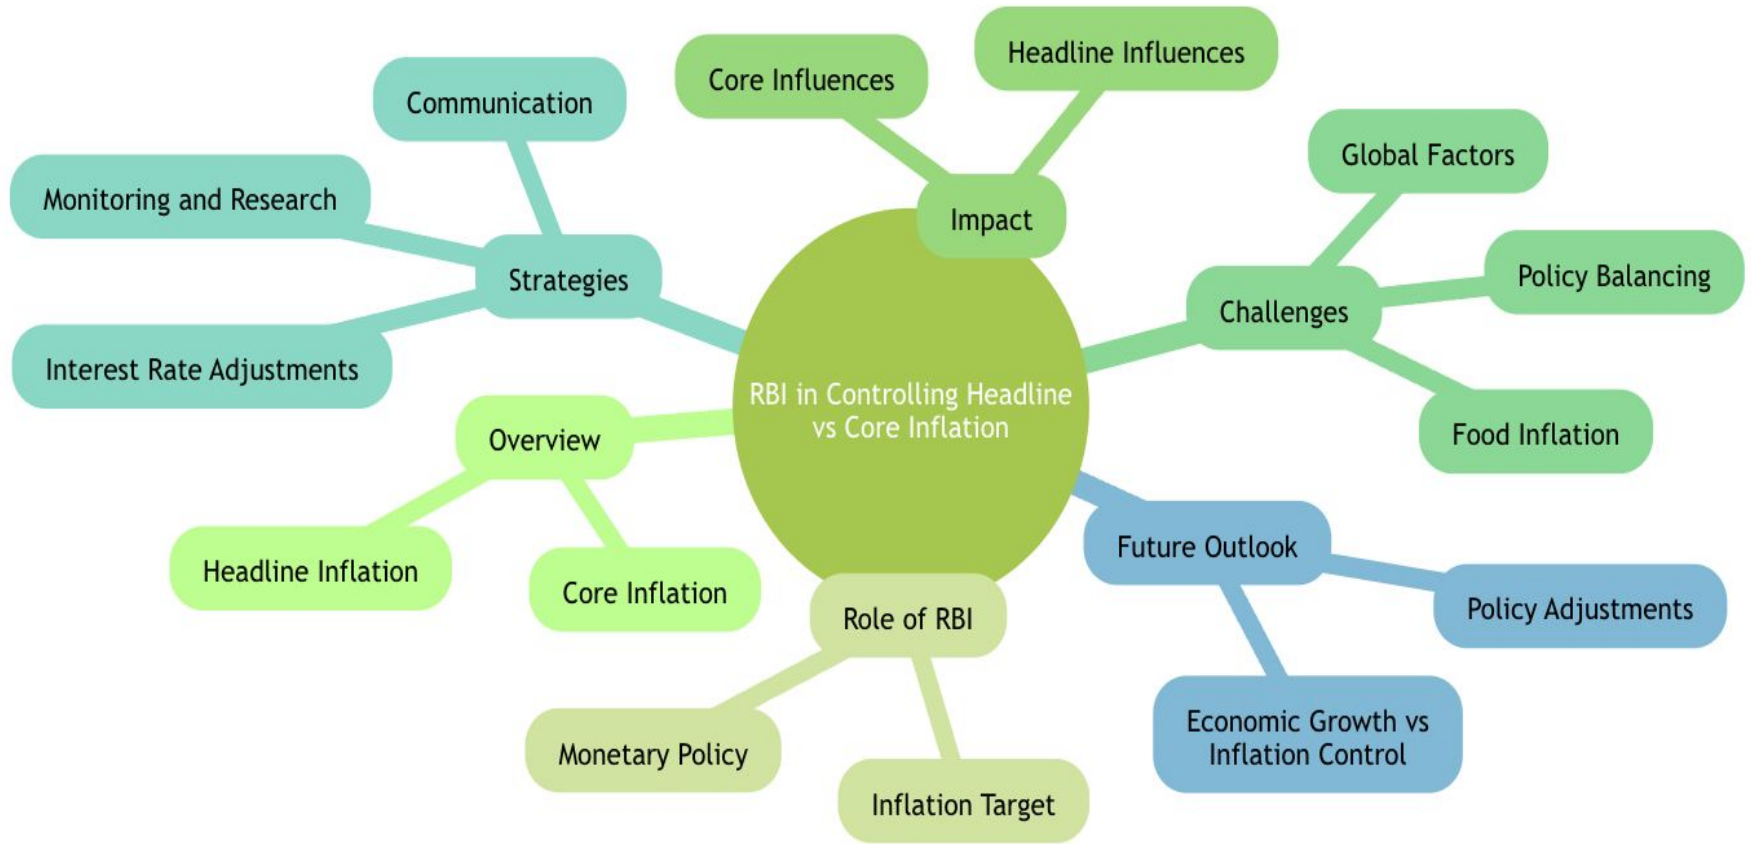 RBI in Controlling Headline
vs Core Inflation
Impact
Core Influences
Headline Influences
Challenges
Global Factors
Policy Balancing
Food Inflation
Future Outlook
Policy Adjustments
Economic Growth vs
Inflation Control
Role of RBI
Monetary Policy
Inflation Target
Overview
Headline Inflation
Core Inflation
Strategies
Communication
Monitoring and Research
Interest Rate Adjustments